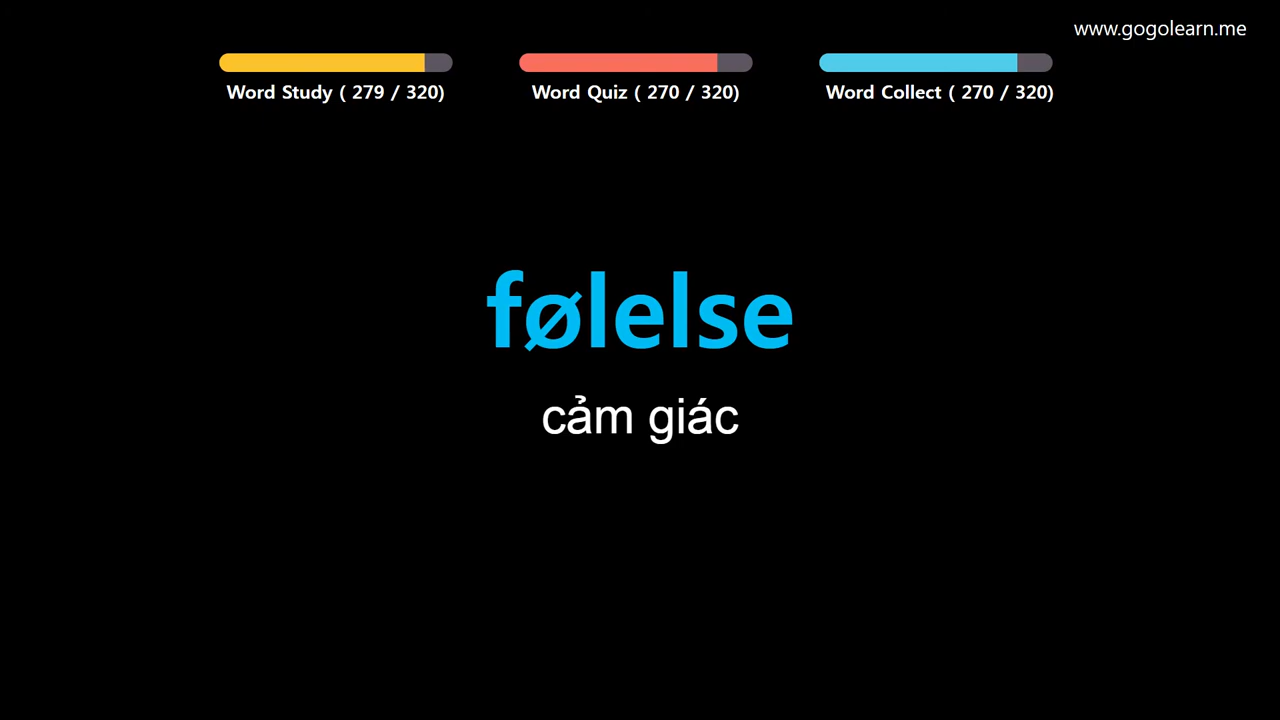 www.gogolearn.me
Word Study ( 279 / 320)
Word Quiz ( 270 / 320)
Word Collect ( 270 / 320)
følelse
cảm giác